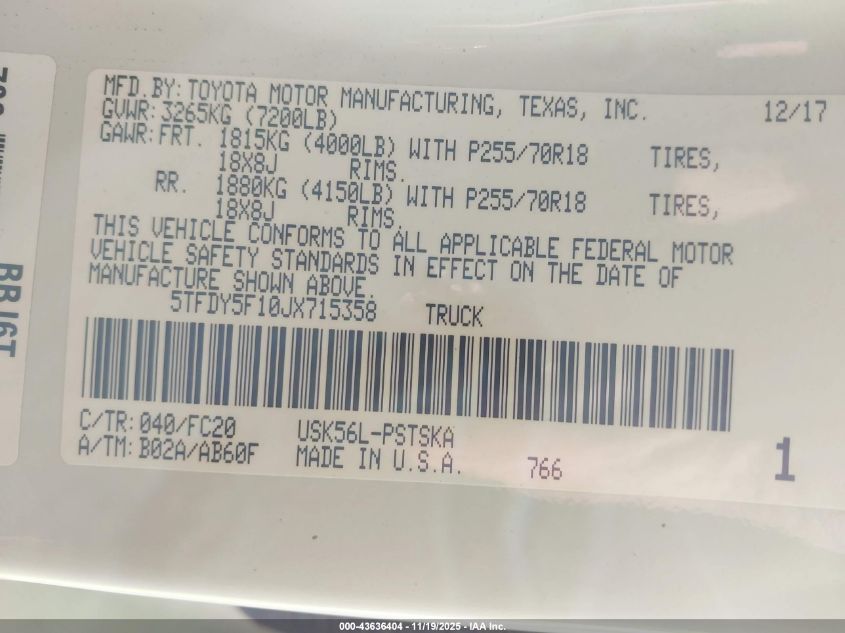 MFD.BY: TOYOTA MOTOR MANUFACTURING, TEXAS, INC. 12/17
GVWR: 3265KG (7200LB)
GAWR: FRT. 1815KG (4000LB) WITH P255/70R18 TIRES,
18X8J RIMS.
RR. 1880KG (4150LB) WITH P255/70R18 TIRES,
18X8J RIMS.
THIS VEHICLE CONFORMS TO ALL APPLICABLE FEDERAL MOTOR
VEHICLE SAFETY STANDARDS IN EFFECT ON THE DATE OF
MANUFACTURE SHOWN ABOVE.
5TFDY5F10JX715358 TRUCK
C/TR: 040/FC20 USK56L-PSTSKA
A/TM: B02A/AB60F MADE IN U.S.A. 766 1
000-43636404 - 11/19/2025 - IAA Inc.